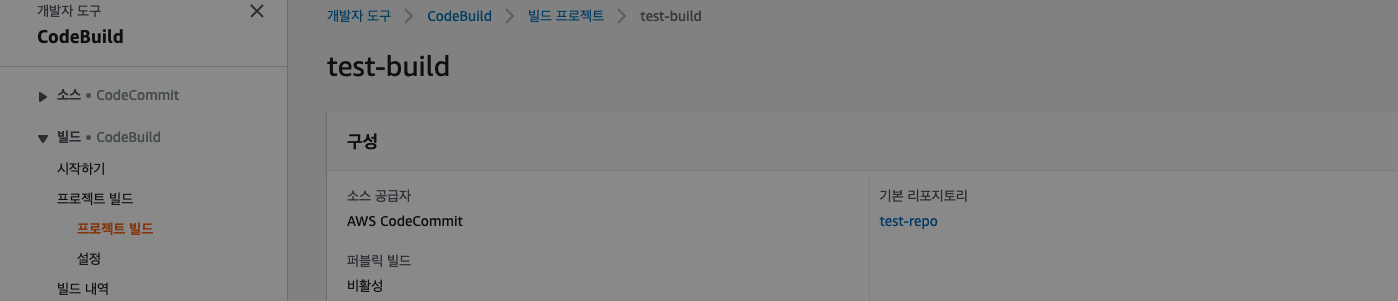 개발자 도구
CodeBuild
소스 • CodeCommit
빌드 • CodeBuild
시작하기
프로젝트 빌드
프로젝트 빌드
설정
빌드 내역
개발자 도구 > CodeBuild > 빌드 프로젝트 > test-build
test-build
구성
소스 공급자
AWS CodeCommit
기본 리포지토리
test-repo
퍼블릭 빌드
비활성